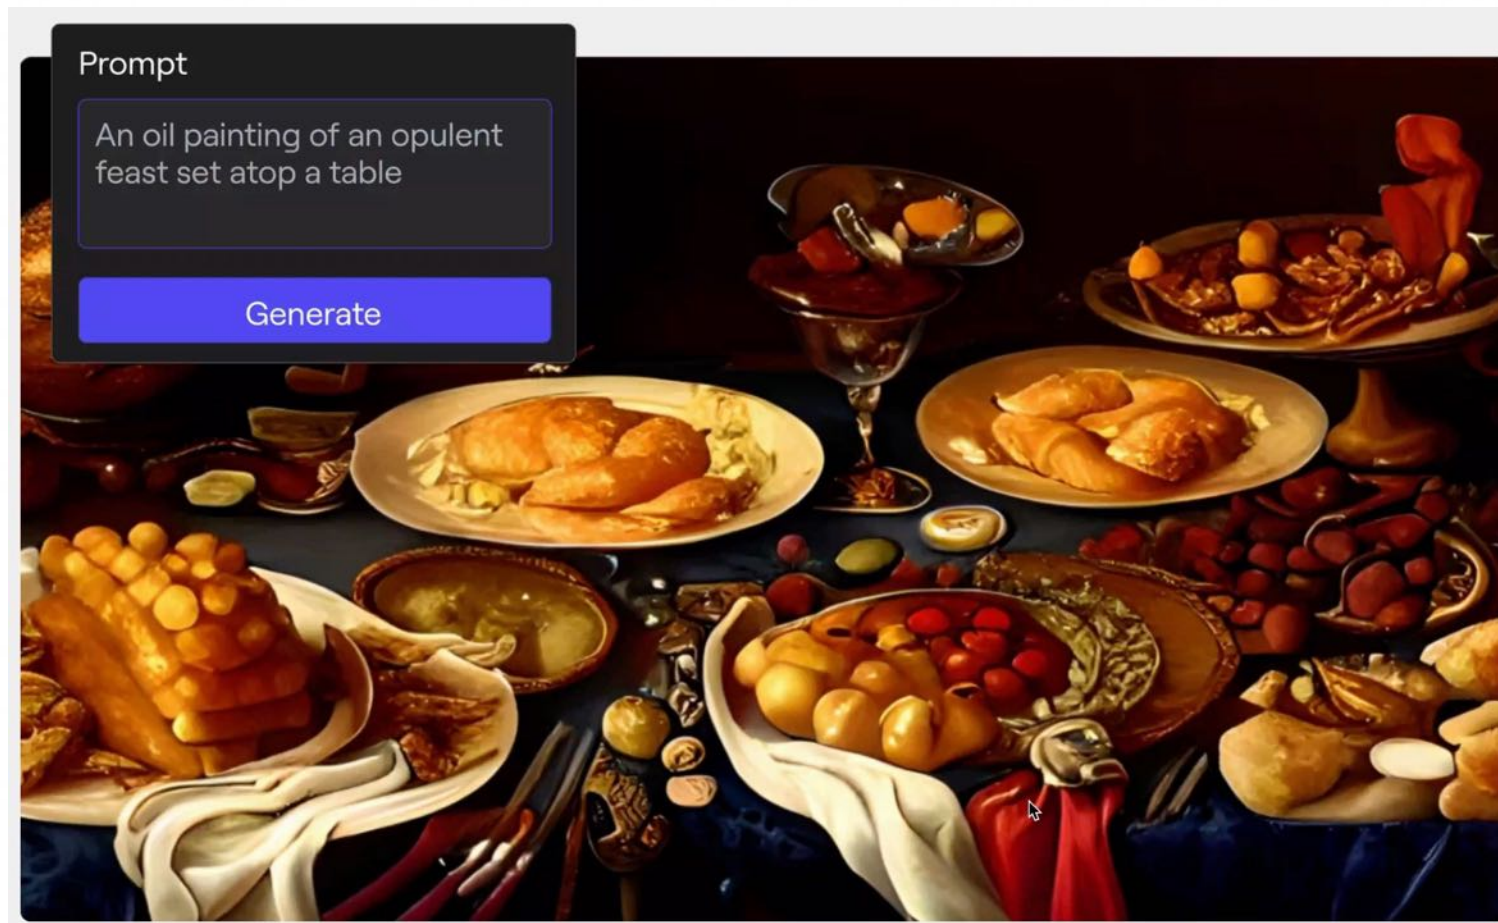 Prompt
An oil painting of an opulent
feast set atop a table
Generate